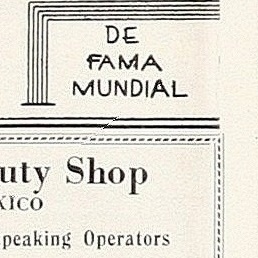 DE
FAMA
MUNDIAL
uty Shop
XICO
peaking Operators